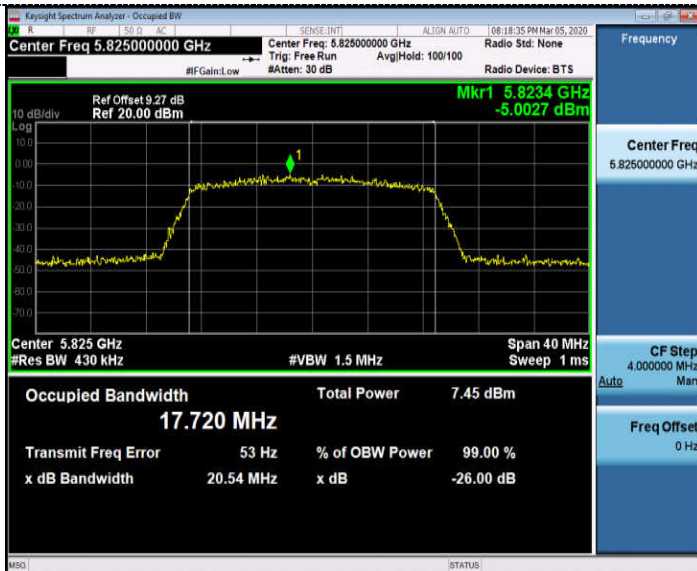 Keysight Spectrum Analyzer - Occupied BW
R RF 50 Ω AC SENSE:INT ALIGN AUTO 08:18:35 PM Mar 05, 2020
Center Freq 5.825000000 GHz Center Freq: 5.825000000 GHz Radio Std: None Frequency
Trig: Free Run Avg|Hold: 100/100
#IFGain:Low #Atten: 30 dB Radio Device: BTS
Mkr1 5.8234 GHz
Ref Offset 9.27 dB
10 dB/div Ref 20.00 dBm -5.0027 dBm
Log
10.0
1
0.00
-10.0
-20.0
-30.0
-40.0
-50.0
-60.0
-70.0
Center Freq
5.825000000 GHz
Center 5.825 GHz Span 40 MHz
#Res BW 430 kHz #VBW 1.5 MHz Sweep 1 ms
CF Step
4.000000 MHz
Auto Man
Occupied Bandwidth Total Power 7.45 dBm
17.720 MHz
Freq Offset
0 Hz
Transmit Freq Error 53 Hz % of OBW Power 99.00 %
x dB Bandwidth 20.54 MHz x dB -26.00 dB
MSG STATUS